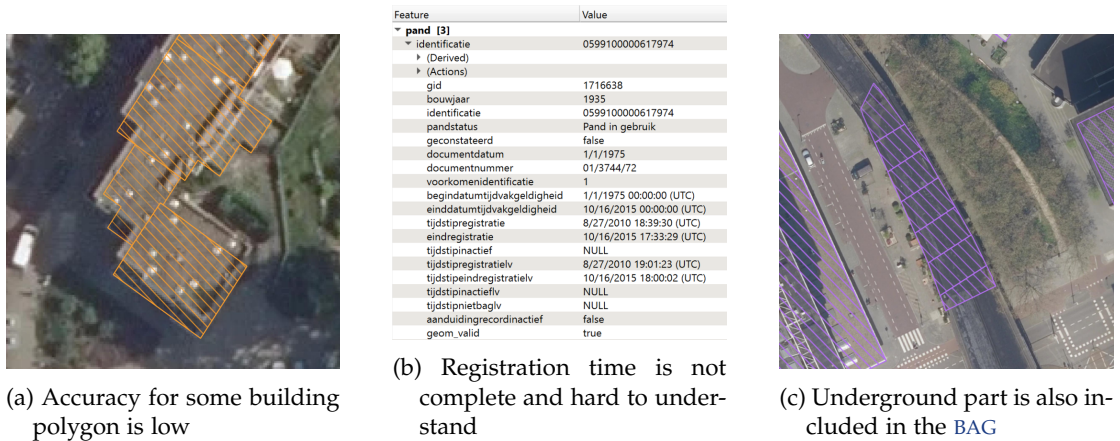 Feature Value
pand [3]
identificatie 0599100000617974
(Derived)
(Actions)
gid 1716638
bouwjaar 1935
identificatie 0599100000617974
pandstatus Pand in gebruik
geconstateerd false
documentdatum 1/1/1975
documentnummer 01/3744/72
voorkomenidentificatie 1
begindatumtijdvakgeldigheid 1/1/1975 00:00:00 (UTC)
einddatumtijdvakgeldigheid 10/16/2015 00:00:00 (UTC)
tijdstipregistratie 8/27/2010 18:39:30 (UTC)
eindregistratie 10/16/2015 17:33:29 (UTC)
tijdstipinactief NULL
tijdstipregistratielv 8/27/2010 19:01:23 (UTC)
tijdstipeindregistratielv 10/16/2015 18:00:02 (UTC)
tijdstipinactieflv NULL
tijdstipnietbaglv NULL
aanduidingrecordinactief false
geom_valid true
(a) Accuracy for some building
polygon is low
(b) Registration time is not
complete and hard to under-
stand
(c) Underground part is also in-
cluded in the BAG